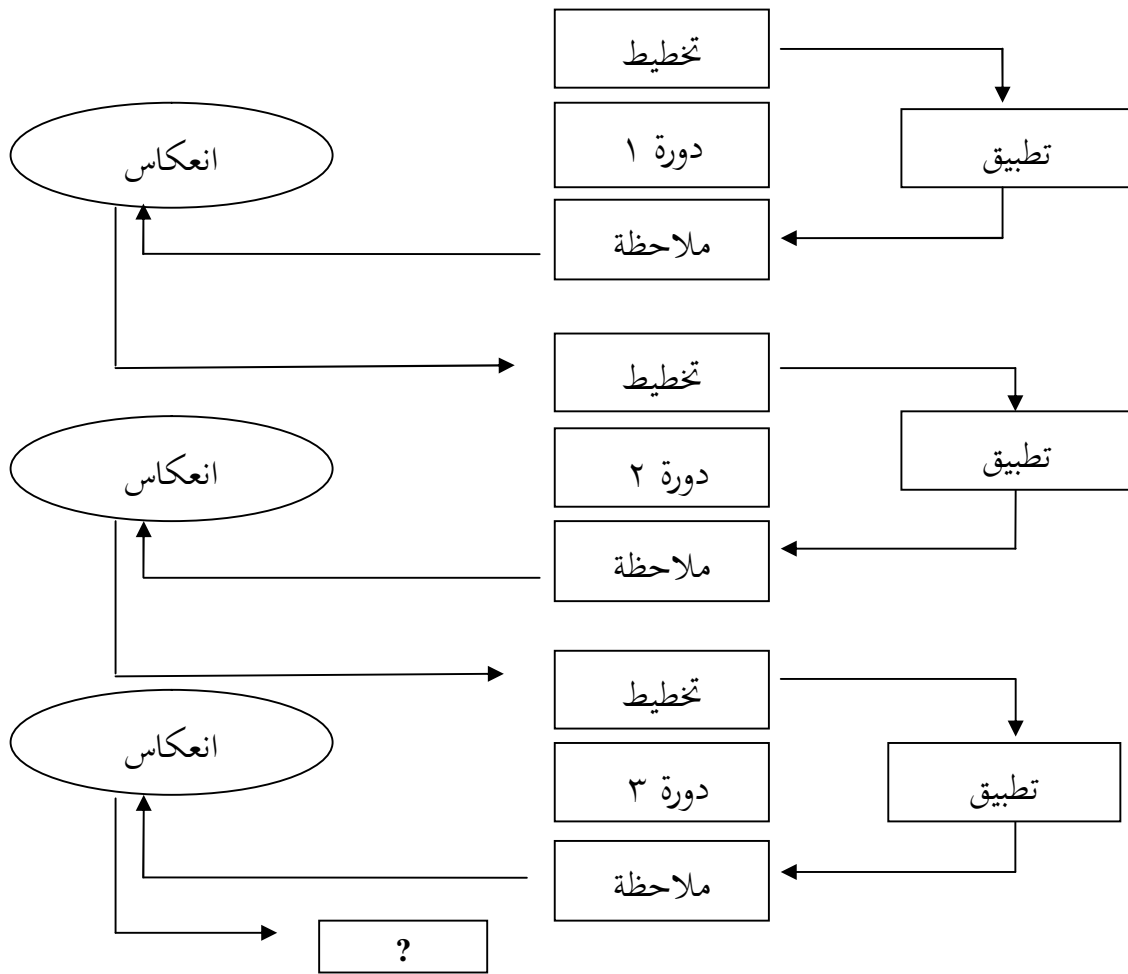 تخطيط
تطبيق
دورة ١
انعكاس
ملاحظة
تخطيط
تطبيق
دورة ٢
انعكاس
ملاحظة
تخطيط
تطبيق
دورة ٣
انعكاس
ملاحظة
?